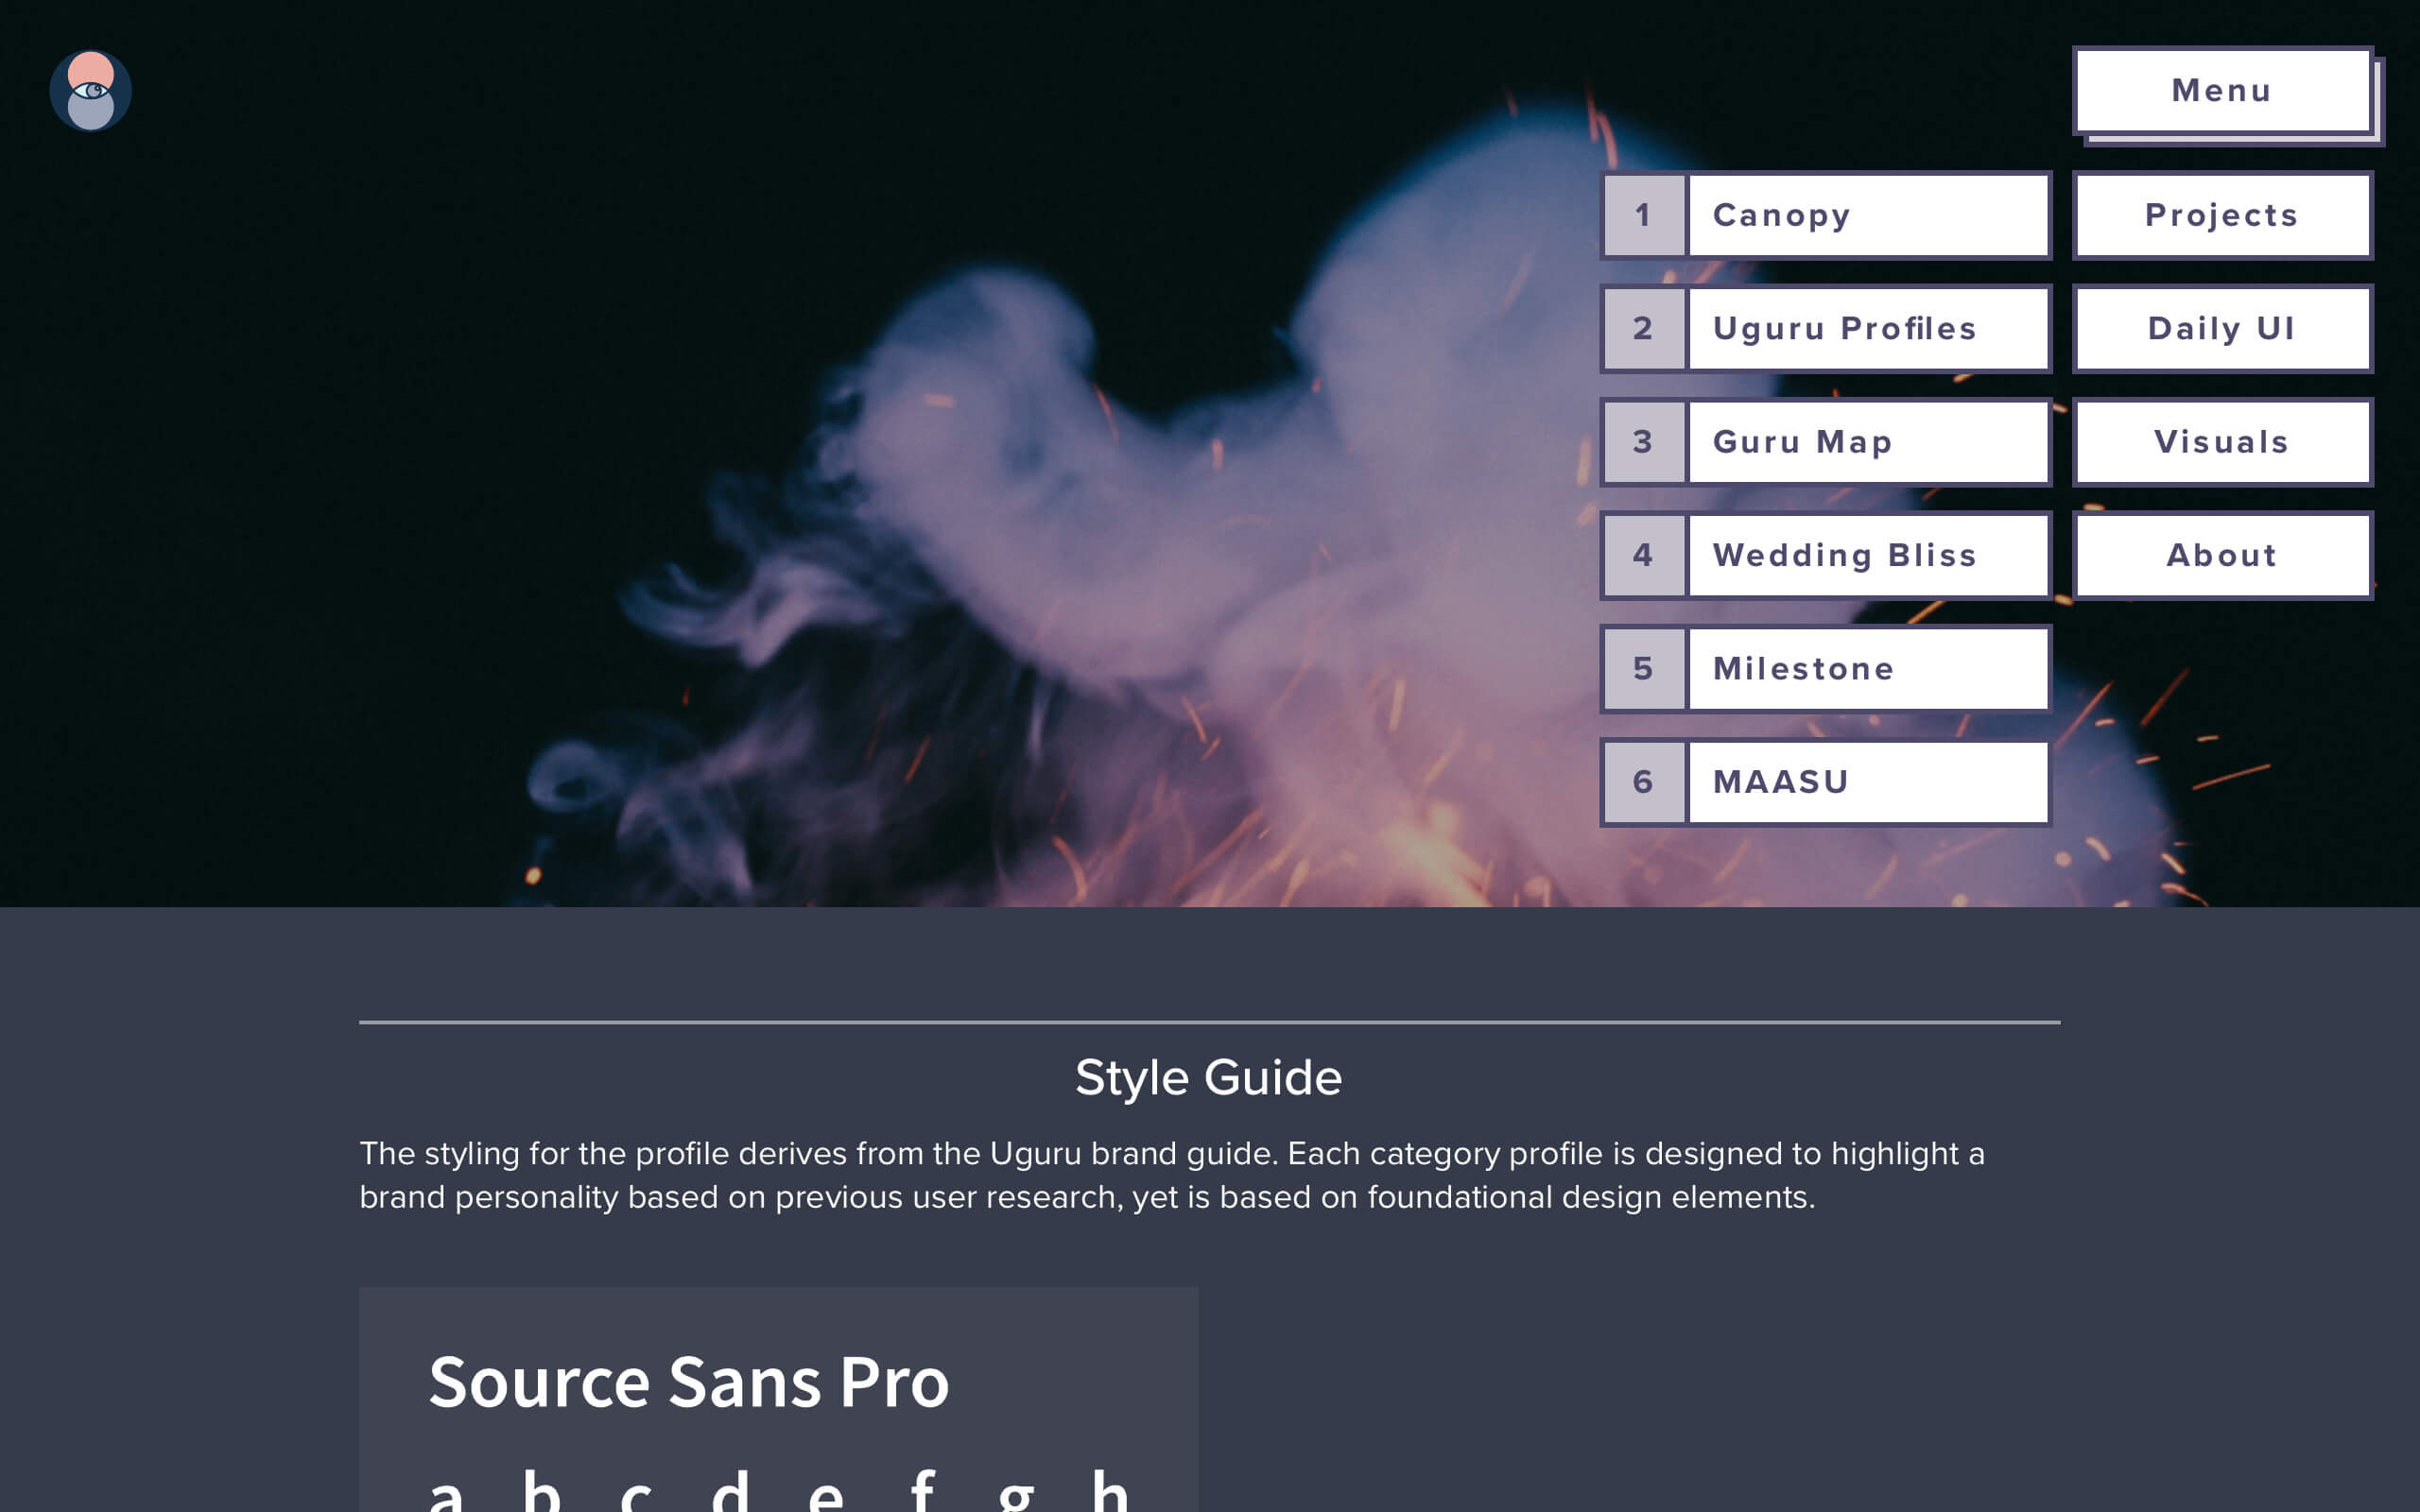 Menu
1 Canopy
Projects
2 Uguru Profiles
Daily UI
3 Guru Map
Visuals
4 Wedding Bliss
About
5 Milestone
6 MAASU
Style Guide
The styling for the profile derives from the Uguru brand guide. Each category profile is designed to highlight a
brand personality based on previous user research, yet is based on foundational design elements.
Source Sans Pro
a b c d e f g h